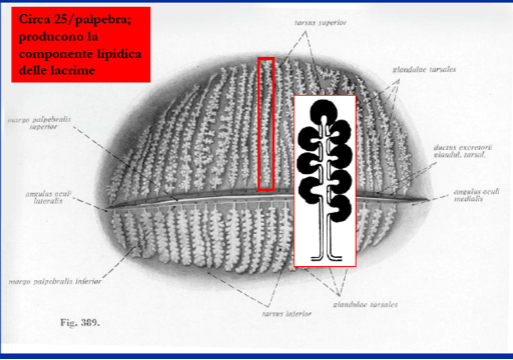 Circa 25/palpebra;
producono la
componente lipidica
delle lacrime
tarsus superior
glandulae tarsales
margo palpebralis
superior
ductus excretorii
glandul. tarsal.
angulus oculi
lateralis
angulus oculi
medialis
margo palpebralis inferior
glandulae tarsales
tarsus inferior
Fig. 389.